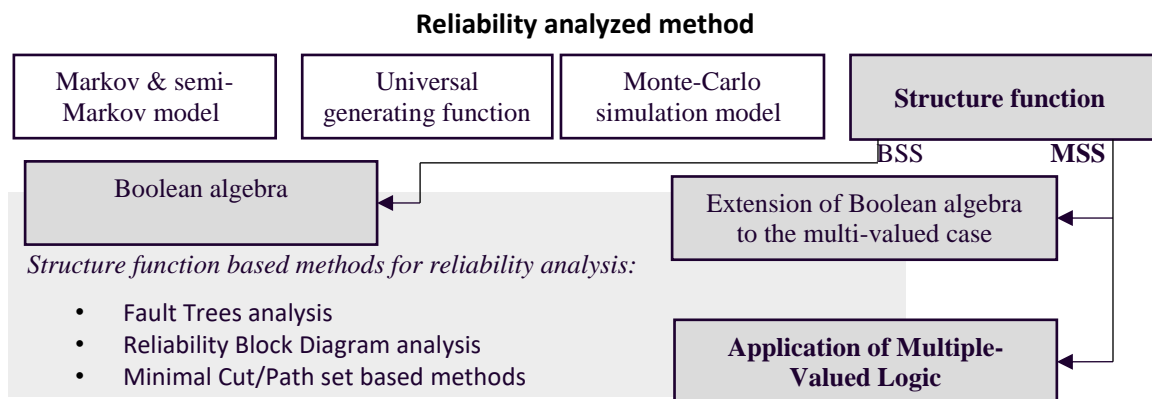 Reliability analyzed method
Markov & semi-
Markov model
Universal
generating function
Monte-Carlo
simulation model
Structure function
BSS
MSS
Boolean algebra
Extension of Boolean algebra
to the multi-valued case
Structure function based methods for reliability analysis:
• Fault Trees analysis
• Reliability Block Diagram analysis
• Minimal Cut/Path set based methods
Application of Multiple-
Valued Logic